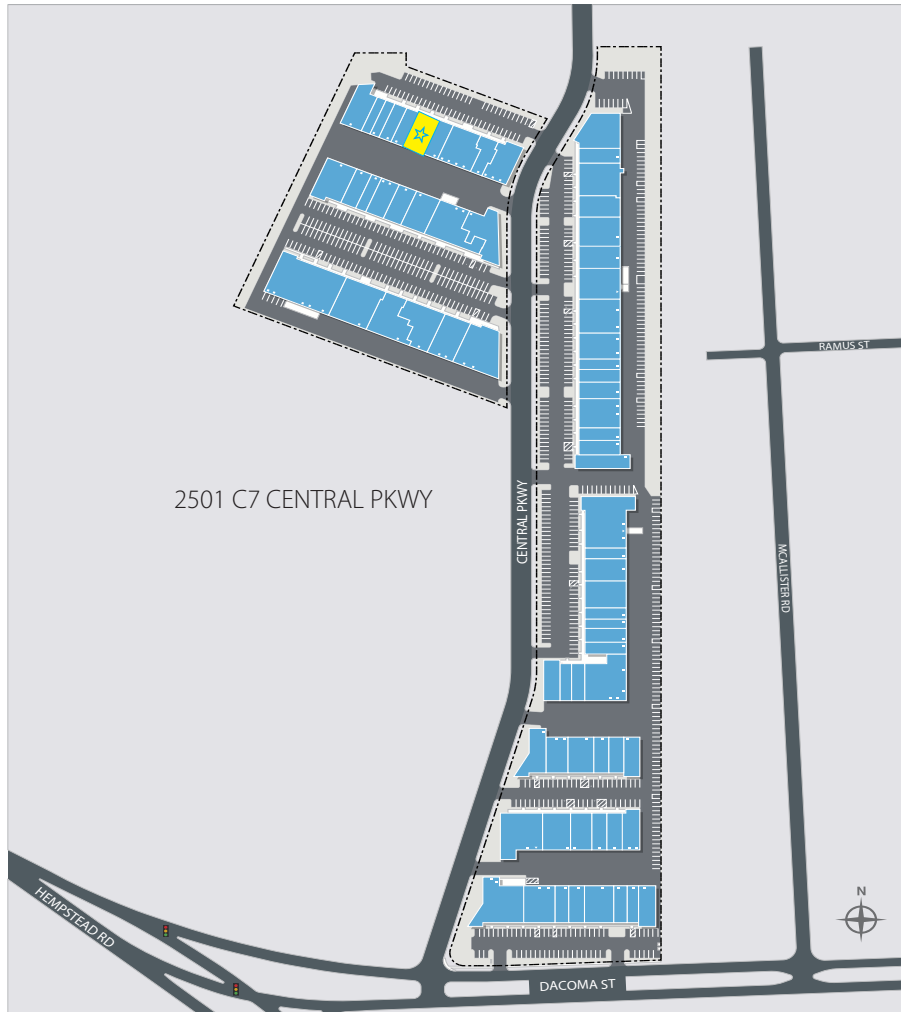 RAMUS ST
2501 C7 CENTRAL PKWY
CENTRAL PKWY
MCALLISTER RD
HEMPSTEAD RD
N
DACOMA ST